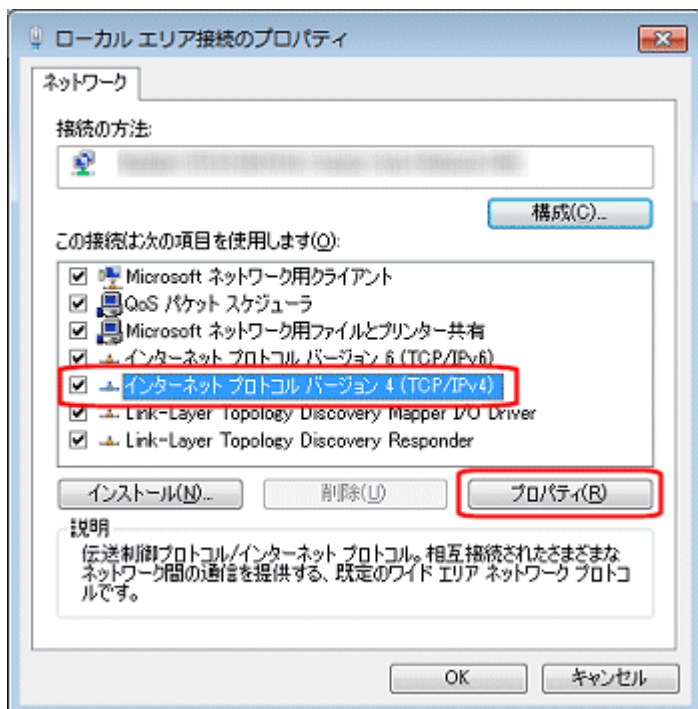 ローカル エリア接続のプロパティ
ネットワーク
接続の方法:
構成(C)...
この接続は次の項目を使用します(O):
Microsoft ネットワーク用クライアント
QoS パケット スケジューラ
Microsoft ネットワーク用ファイルとプリンター共有
インターネット プロトコル バージョン 6 (TCP/IPv6)
インターネット プロトコル バージョン 4 (TCP/IPv4)
Link-Layer Topology Discovery Mapper I/O Driver
Link-Layer Topology Discovery Responder
インストール(N)... 削除(U) プロパティ(R)
説明
伝送制御プロトコル/インターネット プロトコル。相互接続されたさまざまな
ネットワーク間の通信を提供する、既定のワイド エリア ネットワーク プロトコ
ルです。
OK キャンセル